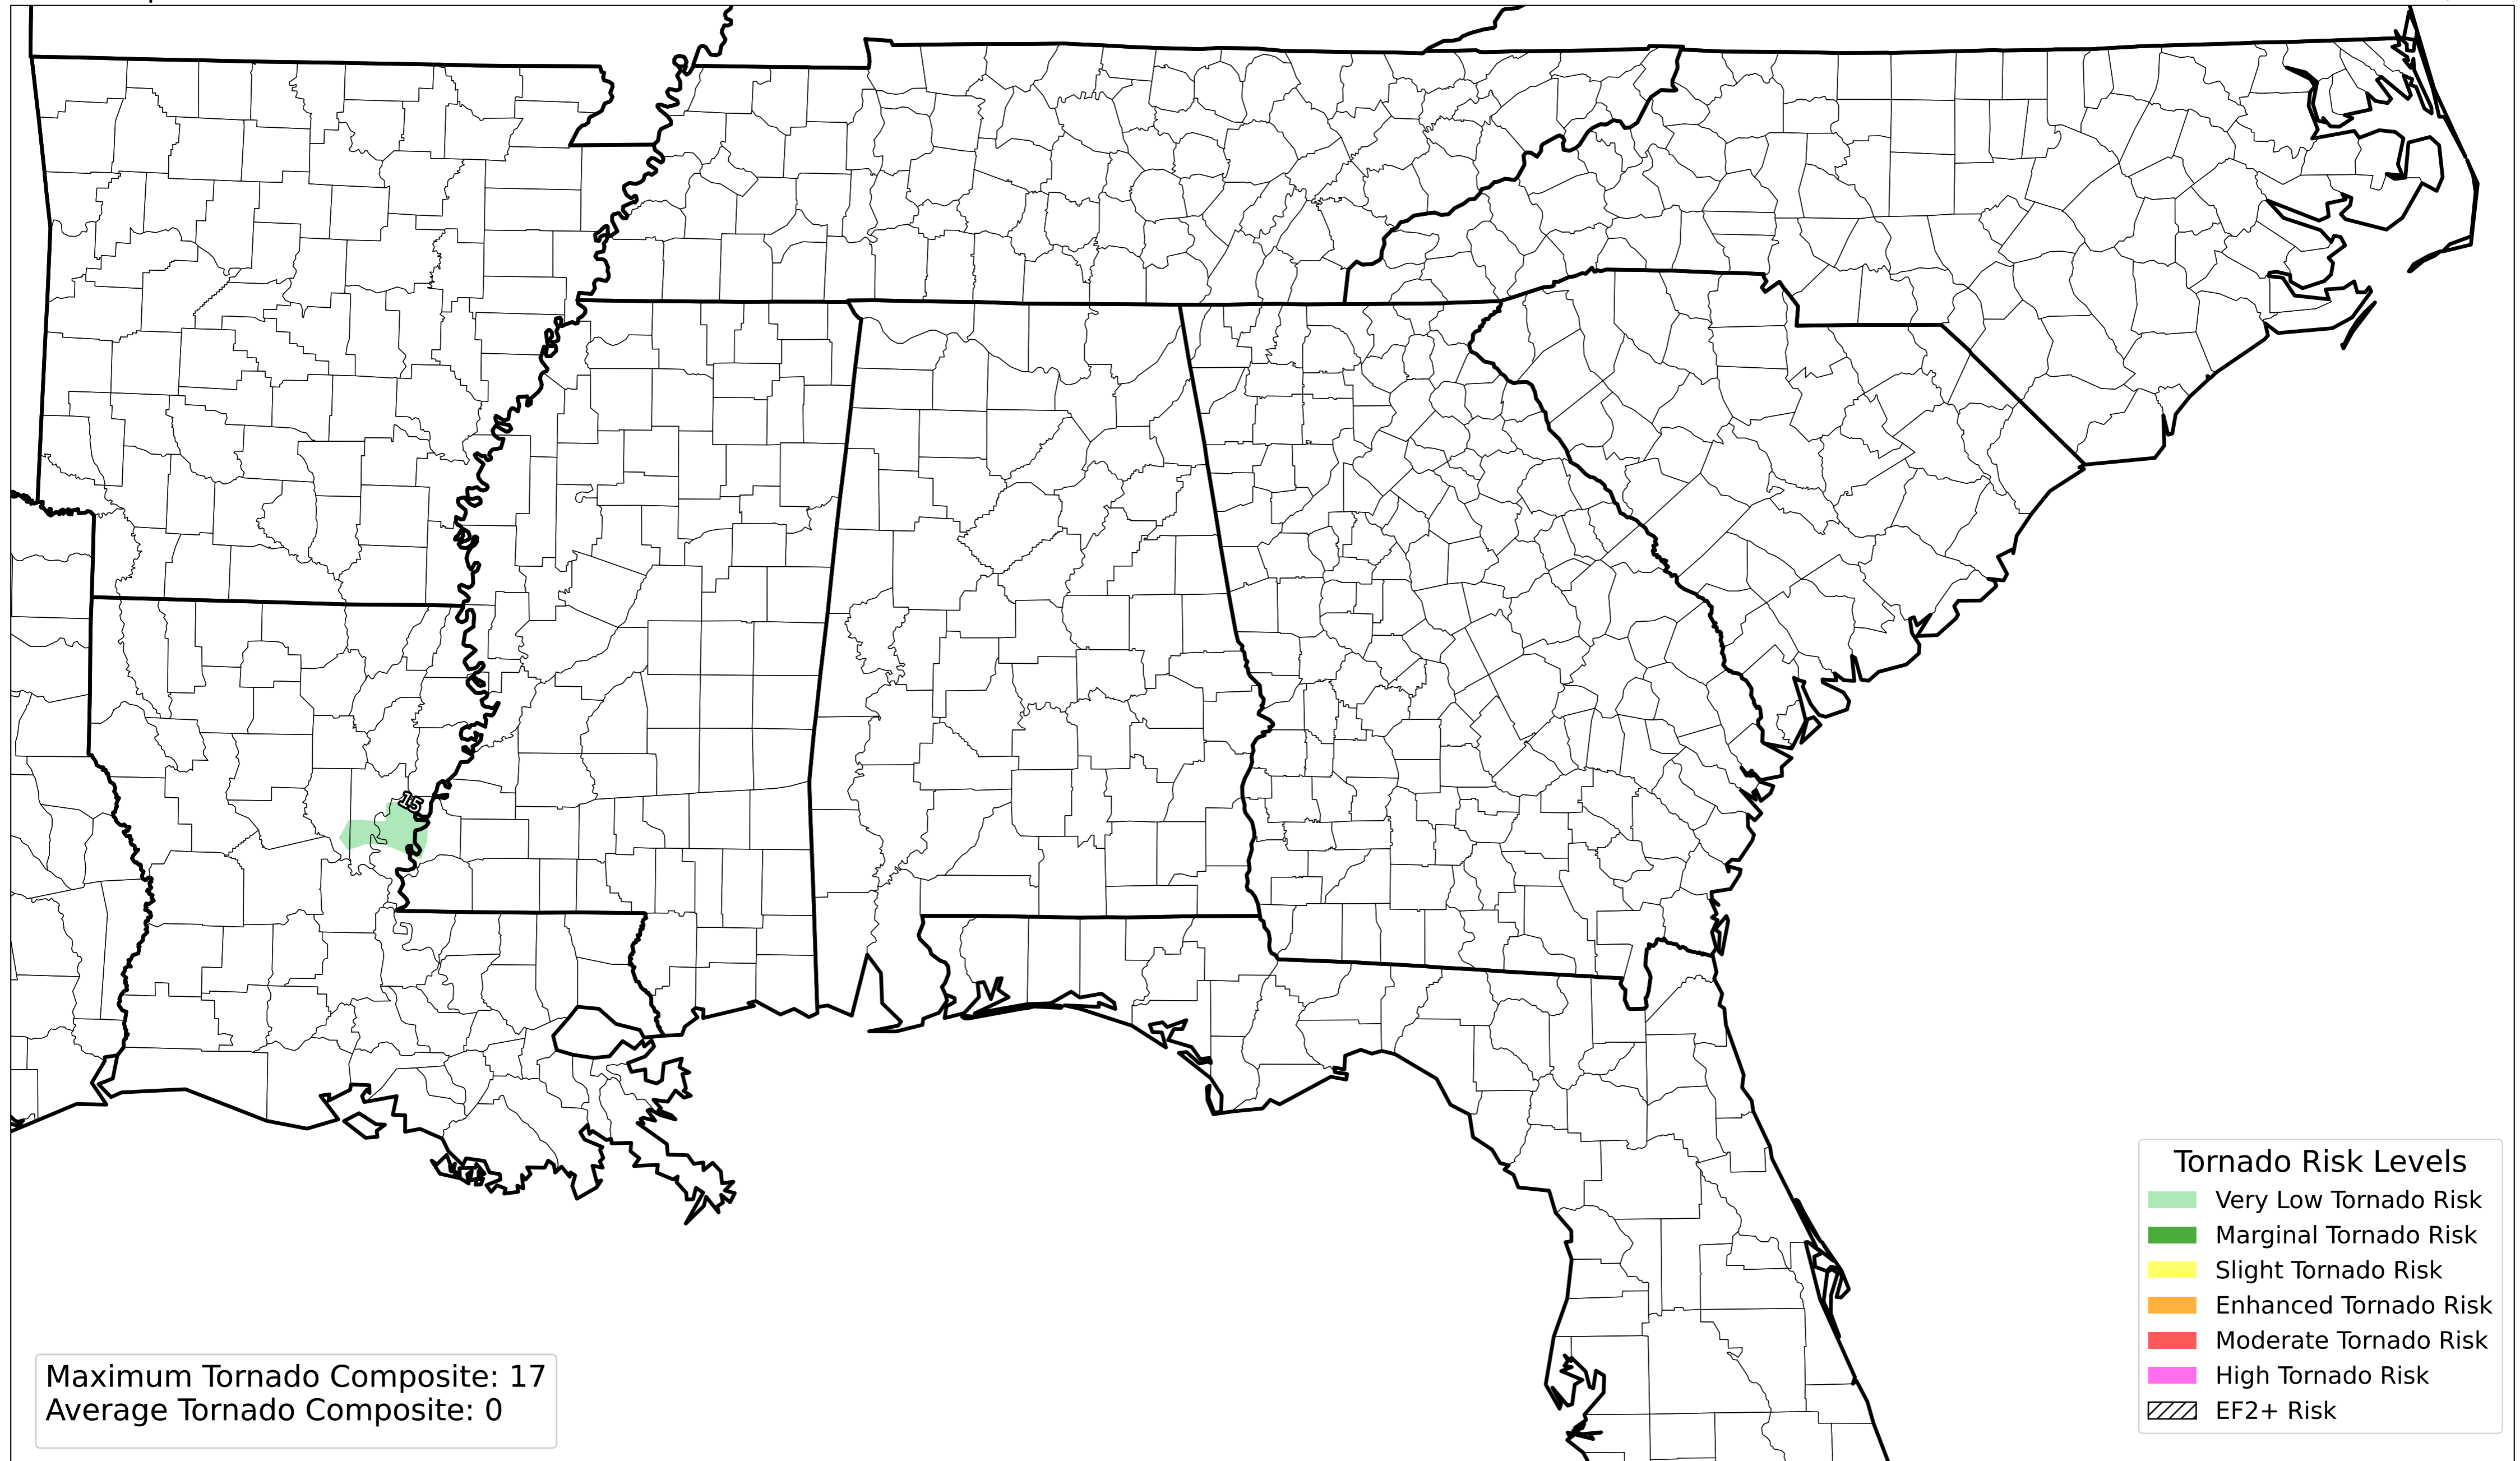 15
Tornado Risk Levels
Very Low Tornado Risk
Marginal Tornado Risk
Slight Tornado Risk
Enhanced Tornado Risk
Moderate Tornado Risk
High Tornado Risk
EF2+ Risk
Maximum Tornado Composite: 17
Average Tornado Composite: 0